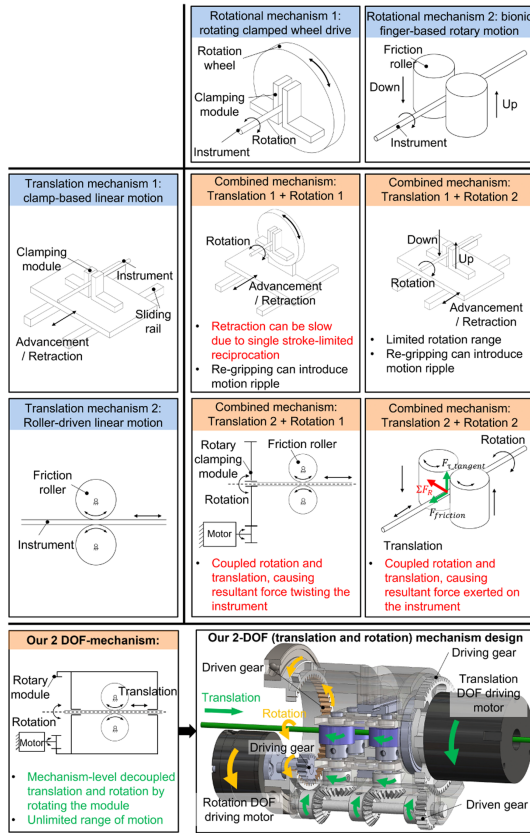 Rotational mechanism 1:
rotating clamped wheel drive
Rotation
wheel
Clamping
module
Rotation
Instrument
Rotational mechanism 2: bionic
finger-based rotary motion
Friction
roller
Down
Up
Instrument
Translation mechanism 1:
clamp-based linear motion
Clamping
module
Instrument
Sliding
rail
Advancement
/ Retraction
Combined mechanism:
Translation 1 + Rotation 1
Rotation
Advancement
/ Retraction
• Retraction can be slow
due to single stroke-limited
reciprocation
• Re-gripping can introduce
motion ripple
Combined mechanism:
Translation 1 + Rotation 2
Down
Up
Rotation
Advancement
/ Retraction
• Limited rotation range
• Re-gripping can introduce
motion ripple
Translation mechanism 2:
Roller-driven linear motion
Friction
roller
Instrument
Combined mechanism:
Translation 2 + Rotation 1
Rotary
clamping
module
Friction roller
Rotation
Motor
• Coupled rotation and
translation, causing
resultant force twisting the
instrument
Combined mechanism:
Translation 2 + Rotation 2
Rotation
F_τ_tangent
ΣF_R
F_friction
Translation
• Coupled rotation and
translation, causing
resultant force exerted on
the instrument
Our 2 DOF-mechanism:
Rotary
module
Translation
Rotation
Motor
• Mechanism-level decoupled
translation and rotation by
rotating the module
• Unlimited range of motion
Our 2-DOF (translation and rotation) mechanism design
Driven gear
Driving gear
Translation
Translation
DOF driving
motor
Rotation
Driving gear
Rotation DOF
driving motor
Driven gear